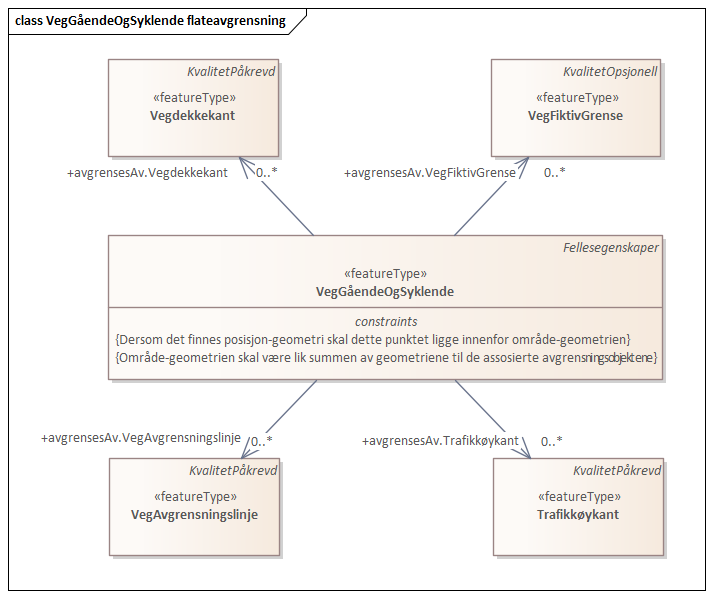 class VegGåendeOgSyklende flateavgrensning
KvalitetPåkrevd
«featureType»
Vegdekkekant
KvalitetOpsjonell
«featureType»
VegFiktivGrense
+avgrensesAv.Vegdekkekant 0..*
+avgrensesAv.VegFiktivGrense 0..*
Fellesegenskaper
«featureType»
VegGåendeOgSyklende
constraints
{Dersom det finnes posisjon-geometri skal dette punktet ligge innenfor område-geometrien}
{Område-geometrien skal være lik summen av geometriene til de assosierte avgrensningsobjektene}
+avgrensesAv.VegAvgrensningslinje 0..*
+avgrensesAv.Trafikkøykant 0..*
KvalitetPåkrevd
«featureType»
VegAvgrensningslinje
KvalitetPåkrevd
«featureType»
Trafikkøykant